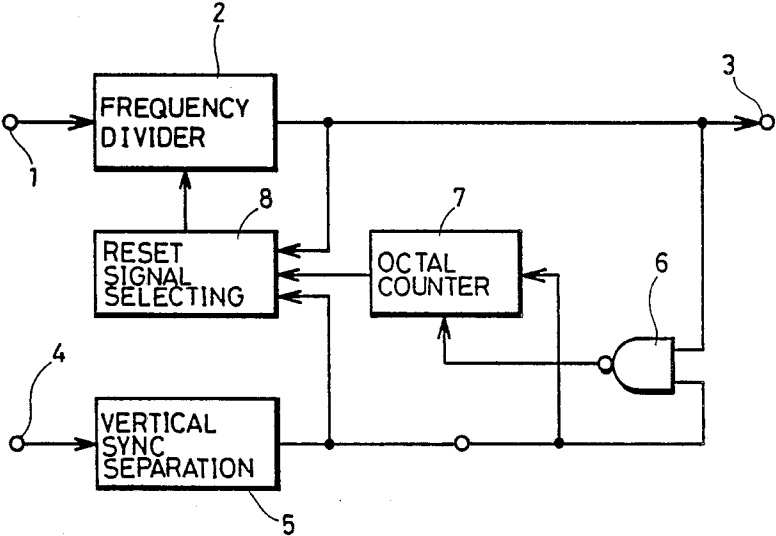 2
3
FREQUENCY
DIVIDER
1
8
7
RESET
SIGNAL
SELECTING
OCTAL
COUNTER
6
4
VERTICAL
SYNC
SEPARATION
5